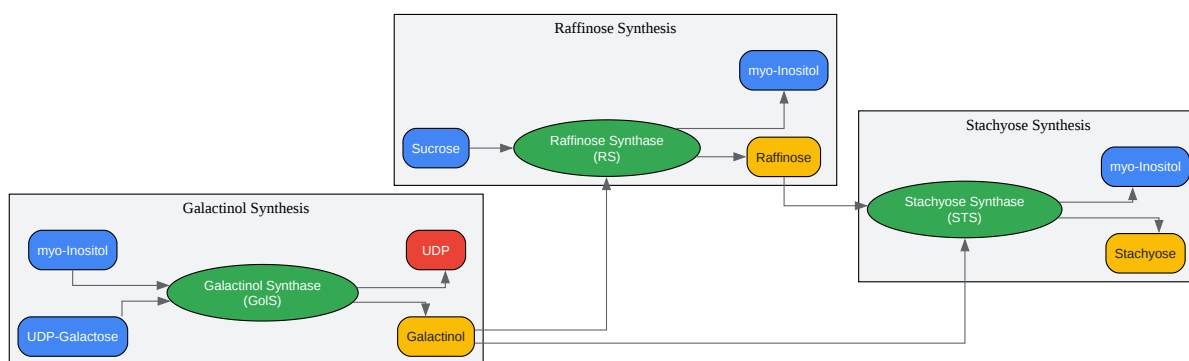 Raffinose Synthesis
myo-Inositol
Sucrose
Raffinose Synthase
(RS)
Raffinose
Stachyose Synthesis
myo-Inositol
Stachyose Synthase
(STS)
Stachyose
Galactinol Synthesis
myo-Inositol
UDP
Galactinol Synthase
(GolS)
UDP-Galactose
Galactinol